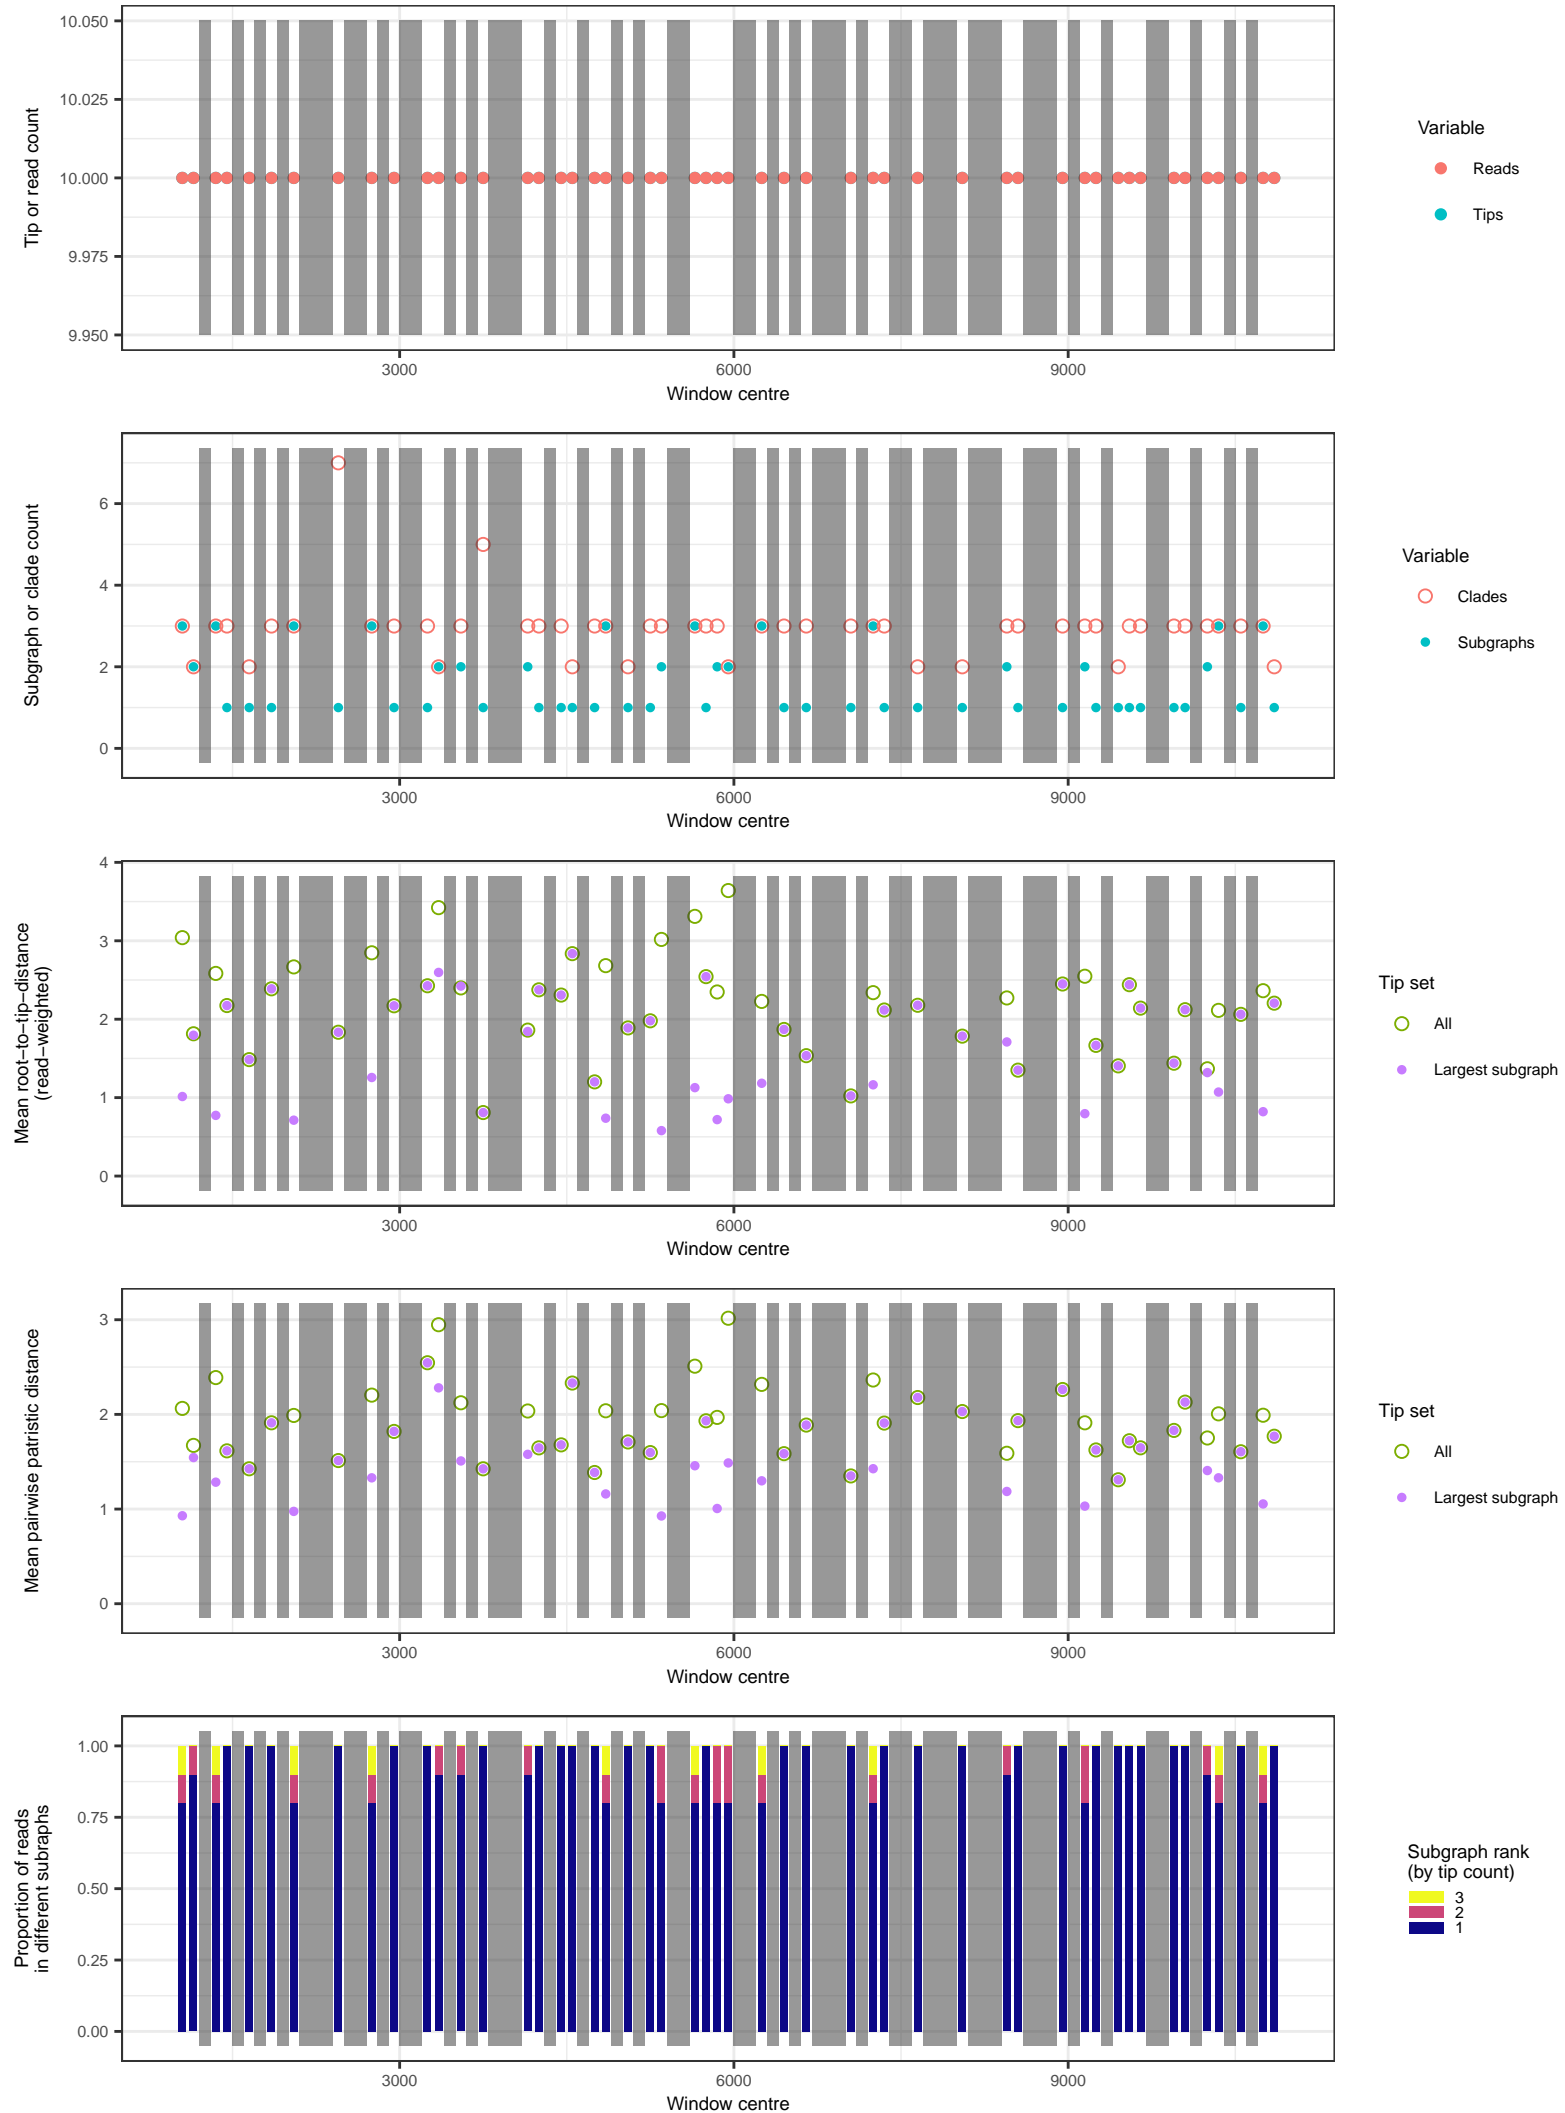 10.050
10.025
10.000
9.975
9.950
Tip or read count
3000
6000
9000
Window centre
Variable
Reads
Tips
6
4
2
0
Subgraph or clade count
3000
6000
9000
Window centre
Variable
Clades
Subgraphs
4
3
2
1
0
Mean root−to−tip−distance
(read−weighted)
3000
6000
9000
Window centre
Tip set
All
Largest subgraph
3
2
1
0
Mean pairwise patristic distance
3000
6000
9000
Window centre
Tip set
All
Largest subgraph
1.00
0.75
0.50
0.25
0.00
Proportion of reads
in different subraphs
3000
6000
9000
Window centre
Subgraph rank
(by tip count)
3
2
1